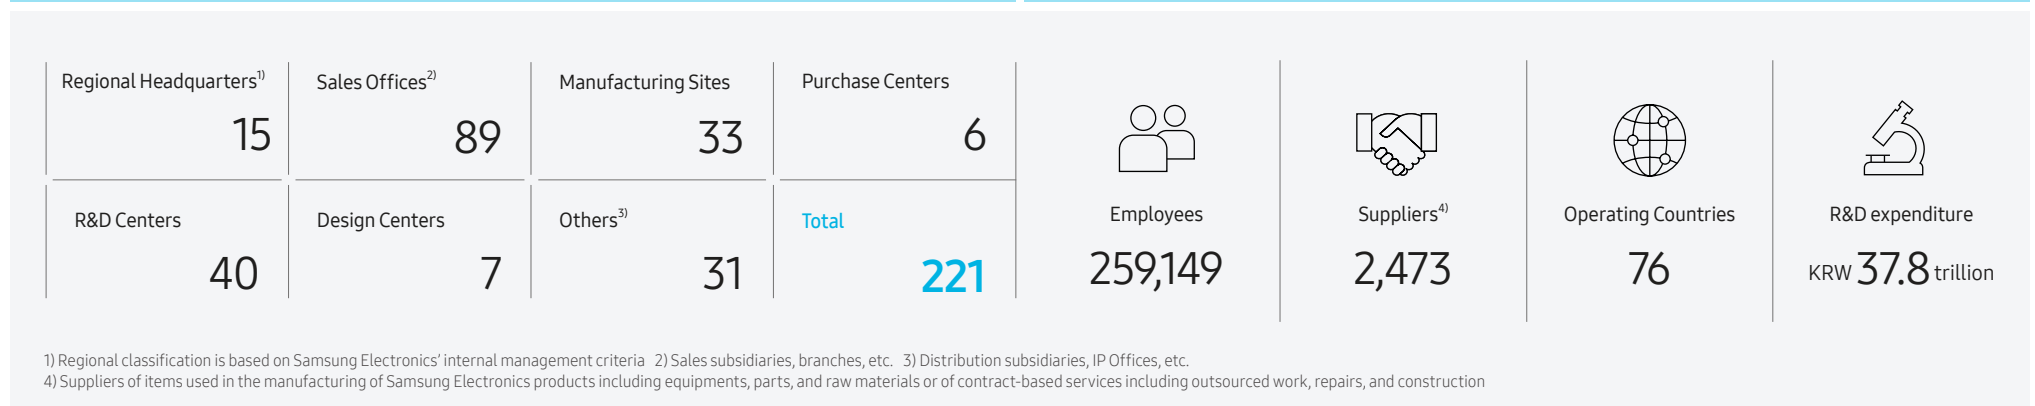 Regional Headquarters1)
15
Sales Offices2)
89
Manufacturing Sites
33
Purchase Centers
6
R&D Centers
40
Design Centers
7
Others3)
31
Total
221
Employees
259,149
Suppliers4)
2,473
Operating Countries
76
R&D expenditure
KRW 37.8 trillion
1) Regional classification is based on Samsung Electronics’ internal management criteria 2) Sales subsidiaries, branches, etc. 3) Distribution subsidiaries, IP Offices, etc.
4) Suppliers of items used in the manufacturing of Samsung Electronics products including equipments, parts, and raw materials or of contract-based services including outsourced work, repairs, and construction